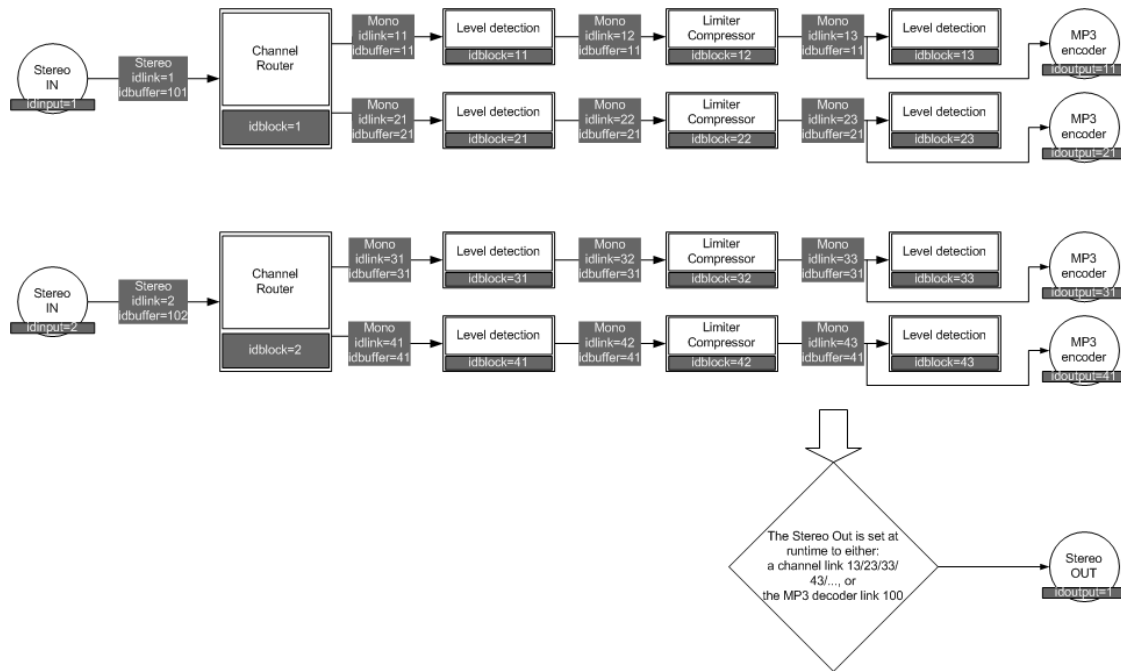 Stereo
IN
idinput=1
Stereo
idlink=1
idbuffer=101
Channel
Router
idblock=1
Mono
idlink=11
idbuffer=11
Level detection
idblock=11
Mono
idlink=12
idbuffer=11
Limiter
Compressor
idblock=12
Mono
idlink=13
idbuffer=11
Level detection
idblock=13
MP3
encoder
idoutput=11
Mono
idlink=21
idbuffer=21
Level detection
idblock=21
Mono
idlink=22
idbuffer=21
Limiter
Compressor
idblock=22
Mono
idlink=23
idbuffer=21
Level detection
idblock=23
MP3
encoder
idoutput=21
Stereo
IN
idinput=2
Stereo
idlink=2
idbuffer=102
Channel
Router
idblock=2
Mono
idlink=31
idbuffer=31
Level detection
idblock=31
Mono
idlink=32
idbuffer=31
Limiter
Compressor
idblock=32
Mono
idlink=33
idbuffer=31
Level detection
idblock=33
MP3
encoder
idoutput=31
Mono
idlink=41
idbuffer=41
Level detection
idblock=41
Mono
idlink=42
idbuffer=41
Limiter
Compressor
idblock=42
Mono
idlink=43
idbuffer=41
Level detection
idblock=43
MP3
encoder
idoutput=41
The Stereo Out is set at
runtime to either:
a channel link 13/23/33/
43/..., or
the MP3 decoder link 100
Stereo
OUT
idoutput=1